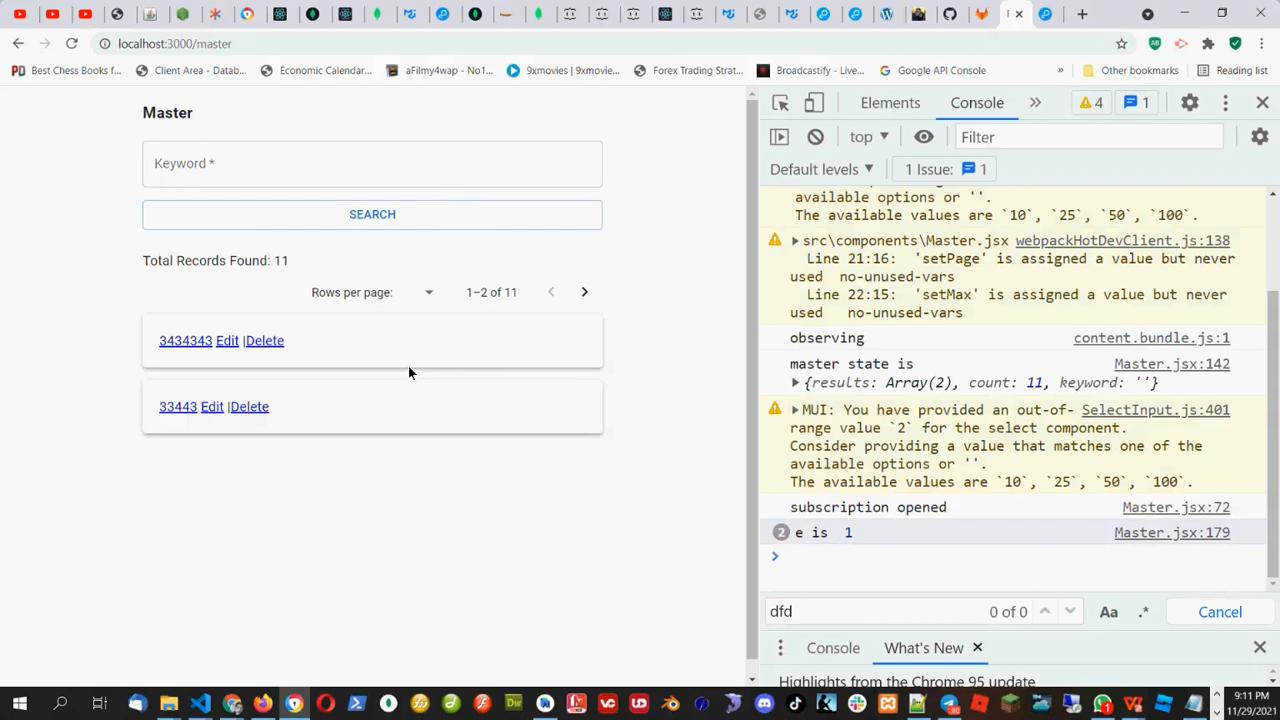 localhost:3000/master
Best Chess Books f...
Client Area - Datab...
Economic Calendar...
aFilmy4wap - No1...
9xmovies | 9xmovie...
Forex Trading Strat...
Broadcastify - Live...
Google API Console
»
Other bookmarks
Reading list
Master
Keyword *
SEARCH
Total Records Found: 11
Rows per page:
1–2 of 11
3434343 Edit |Delete
33443 Edit |Delete
Elements
Console
»
4
1
top
Filter
Default levels
1 Issue: 1
available options or ''.
The available values are `10`, `25`, `50`, `100`.
src\components\Master.jsx webpackHotDevClient.js:138
Line 21:16: 'setPage' is assigned a value but never
used no-unused-vars
Line 22:15: 'setMax' is assigned a value but never
used no-unused-vars
observing content.bundle.js:1
master state is Master.jsx:142
{results: Array(2), count: 11, keyword: ''}
MUI: You have provided an out-of- SelectInput.js:401
range value `2` for the select component.
Consider providing a value that matches one of the
available options or ''.
The available values are `10`, `25`, `50`, `100`.
subscription opened Master.jsx:72
2 e is 1 Master.jsx:179
dfd
0 of 0
Aa
.*
Cancel
Console
What's New
Highlights from the Chrome 95 update
9:11 PM
11/29/2021